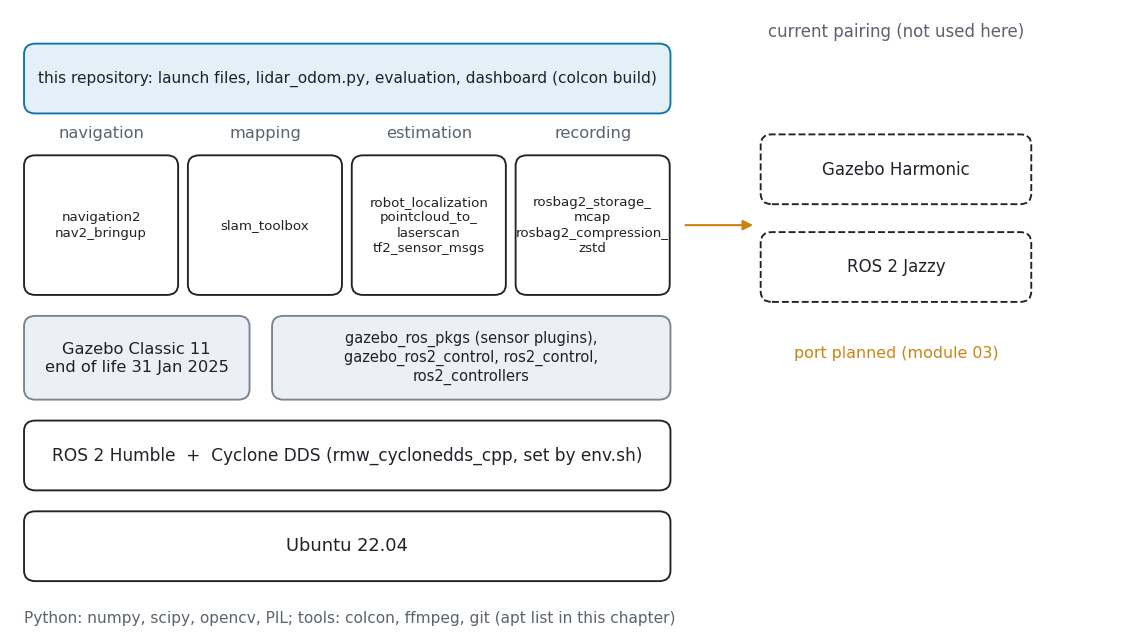 current pairing (not used here)
this repository: launch files, lidar_odom.py, evaluation, dashboard (colcon build)
navigation
mapping
estimation
recording
navigation2
nav2_bringup
slam_toolbox
robot_localization
pointcloud_to_
laserscan
tf2_sensor_msgs
rosbag2_storage_
mcap
rosbag2_compression_
zstd
Gazebo Harmonic
ROS 2 Jazzy
port planned (module 03)
Gazebo Classic 11
end of life 31 Jan 2025
gazebo_ros_pkgs (sensor plugins),
gazebo_ros2_control, ros2_control,
ros2_controllers
ROS 2 Humble + Cyclone DDS (rmw_cyclonedds_cpp, set by env.sh)
Ubuntu 22.04
Python: numpy, scipy, opencv, PIL; tools: colcon, ffmpeg, git (apt list in this chapter)